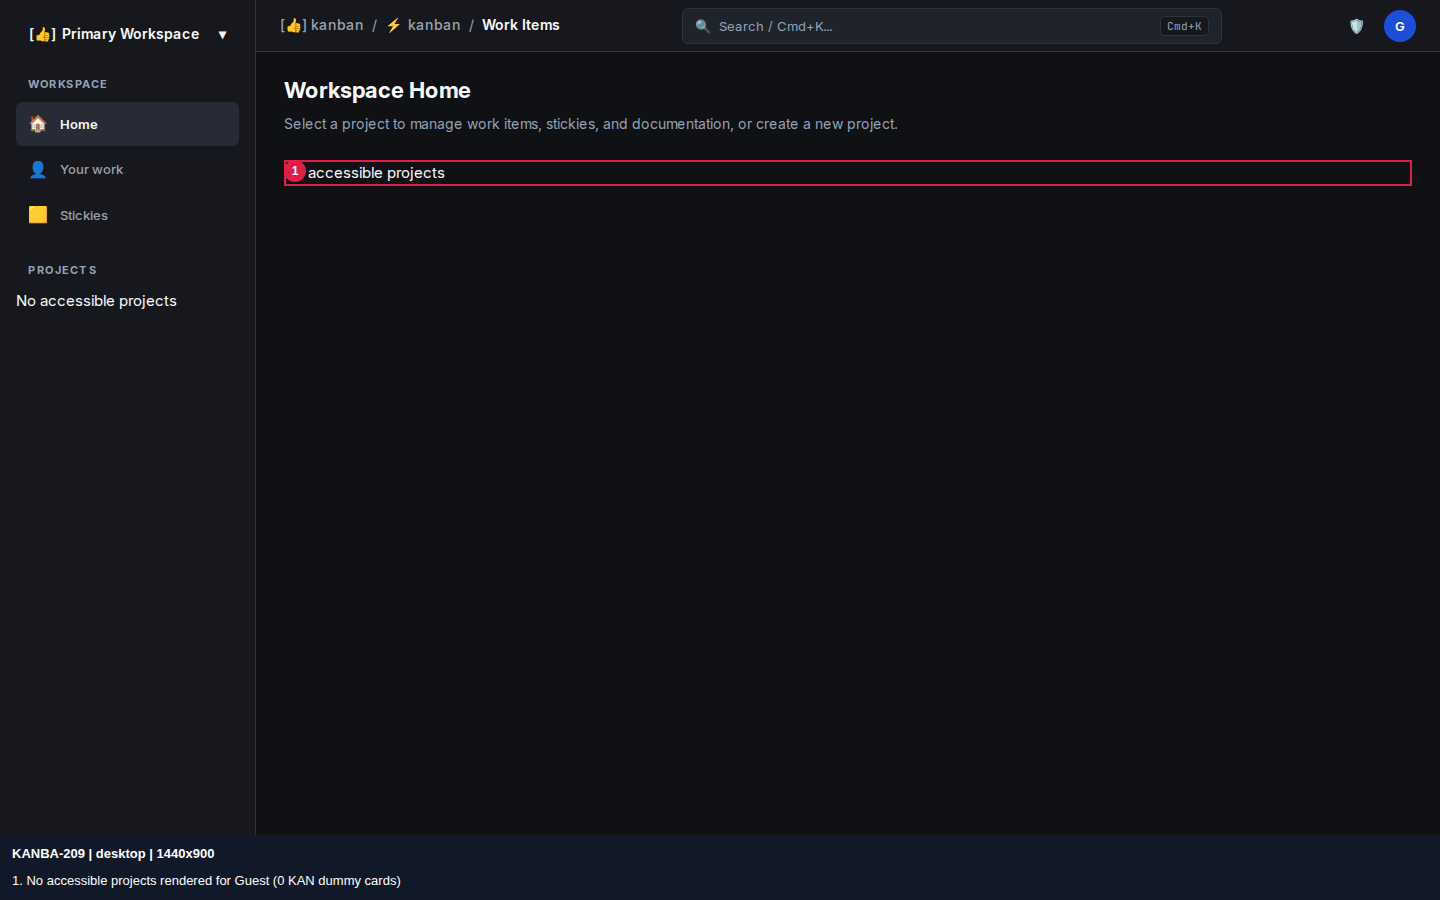 [👍] Primary Workspace ▼
WORKSPACE
🏠 Home
👤 Your work
🟨 Stickies
PROJECTS
No accessible projects
[👍] kanban / ⚡ kanban / Work Items
🔍 Search / Cmd+K...
Cmd+K
🛡️
G
Workspace Home
Select a project to manage work items, stickies, and documentation, or create a new project.
1 accessible projects
KANBA-209 | desktop | 1440x900
1. No accessible projects rendered for Guest (0 KAN dummy cards)